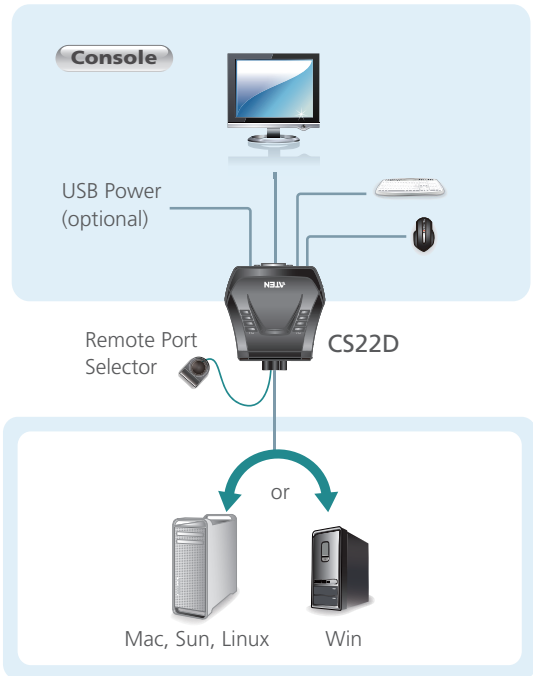 Console
USB Power
(optional)
ATEN
Remote Port
Selector
CS22D
or
Mac, Sun, Linux
Win